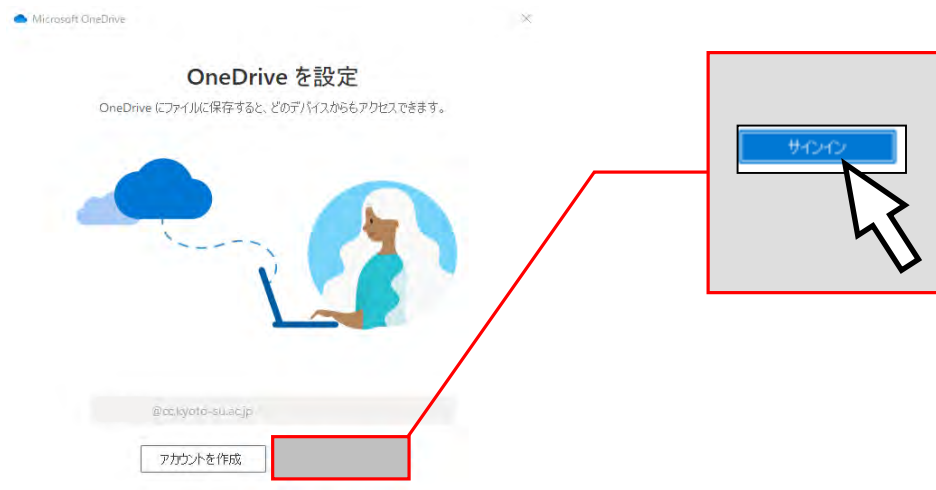 Microsoft OneDrive
OneDrive を設定
OneDrive にファイルに保存すると、どのデバイスからもアクセスできます。
サインイン
@cc.kyoto-su.ac.jp
アカウントを作成